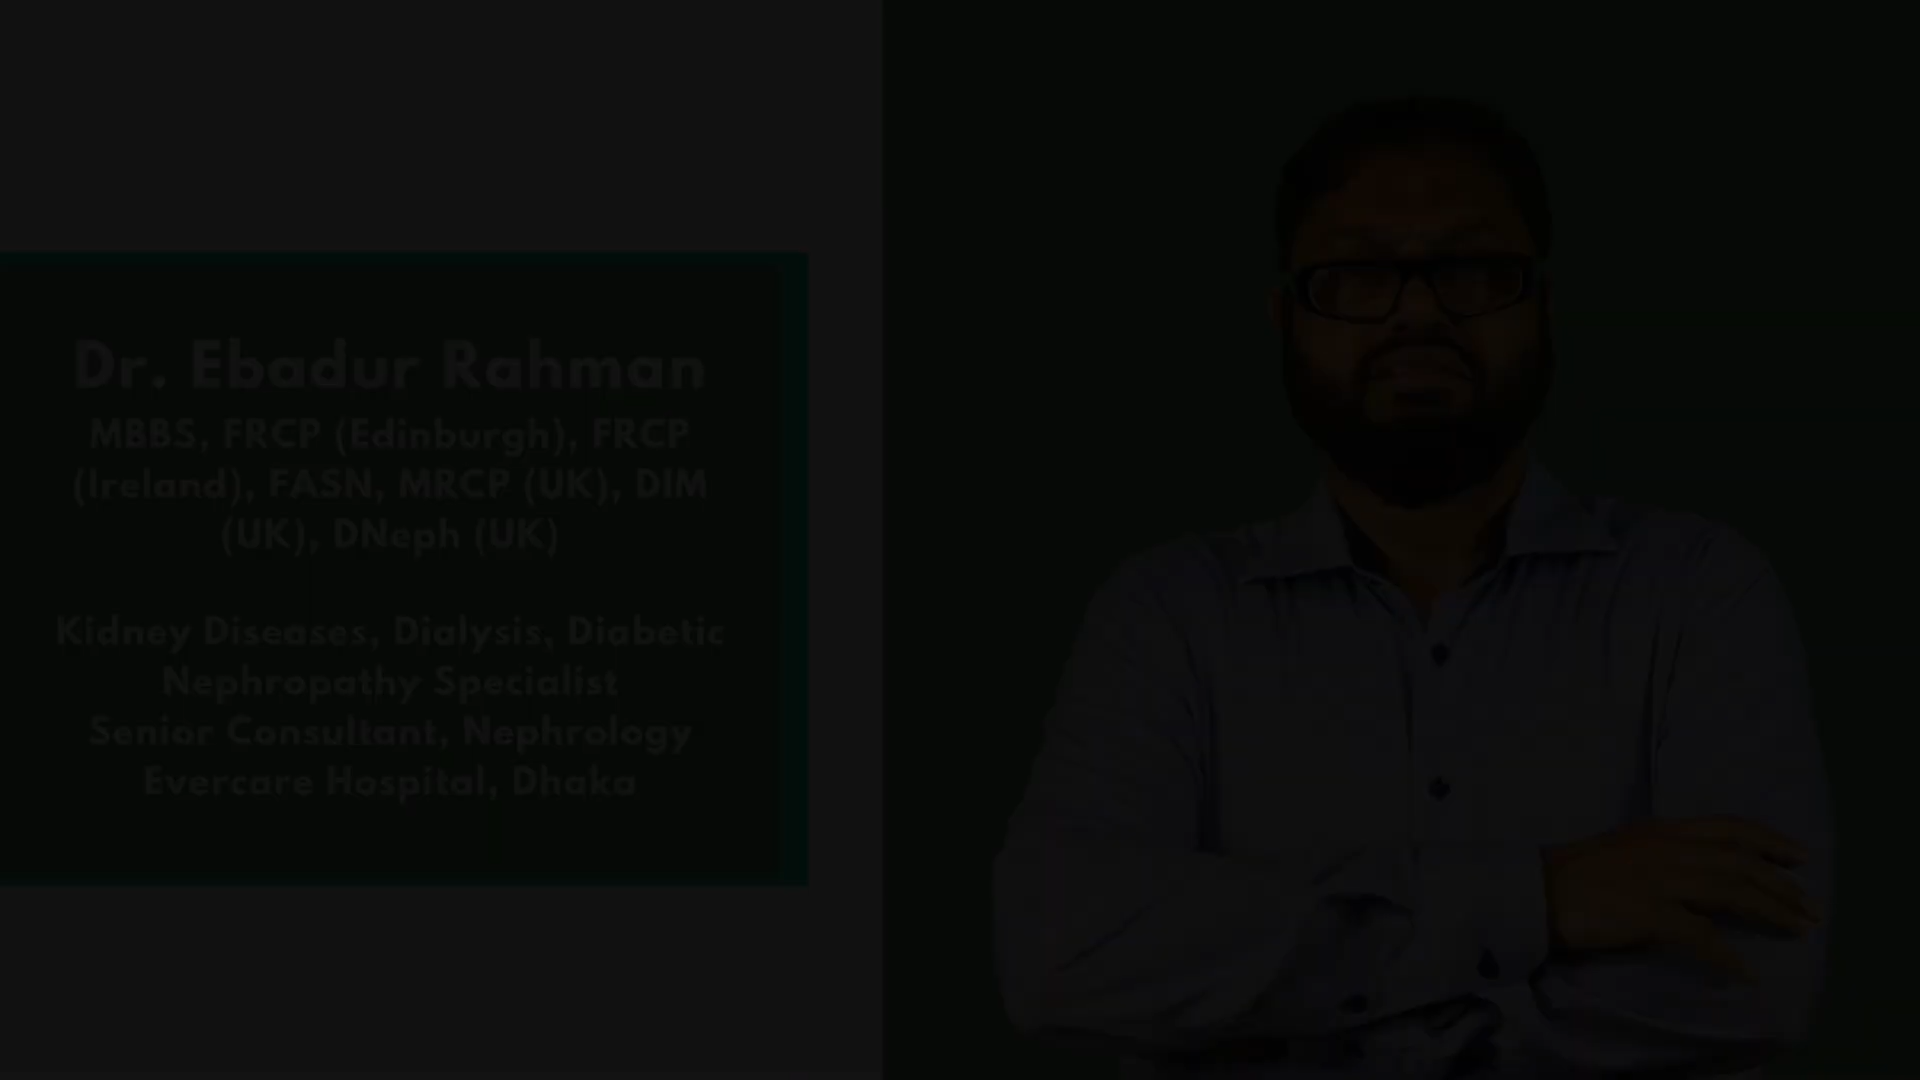 Dr. Ebadur Rahman
MBBS, FRCP (Edinburgh), FRCP
(Ireland), FASN, MRCP (UK), DIM
(UK), DNeph (UK)
Kidney Diseases, Dialysis, Diabetic
Nephropathy Specialist
Senior Consultant, Nephrology
Evercare Hospital, Dhaka